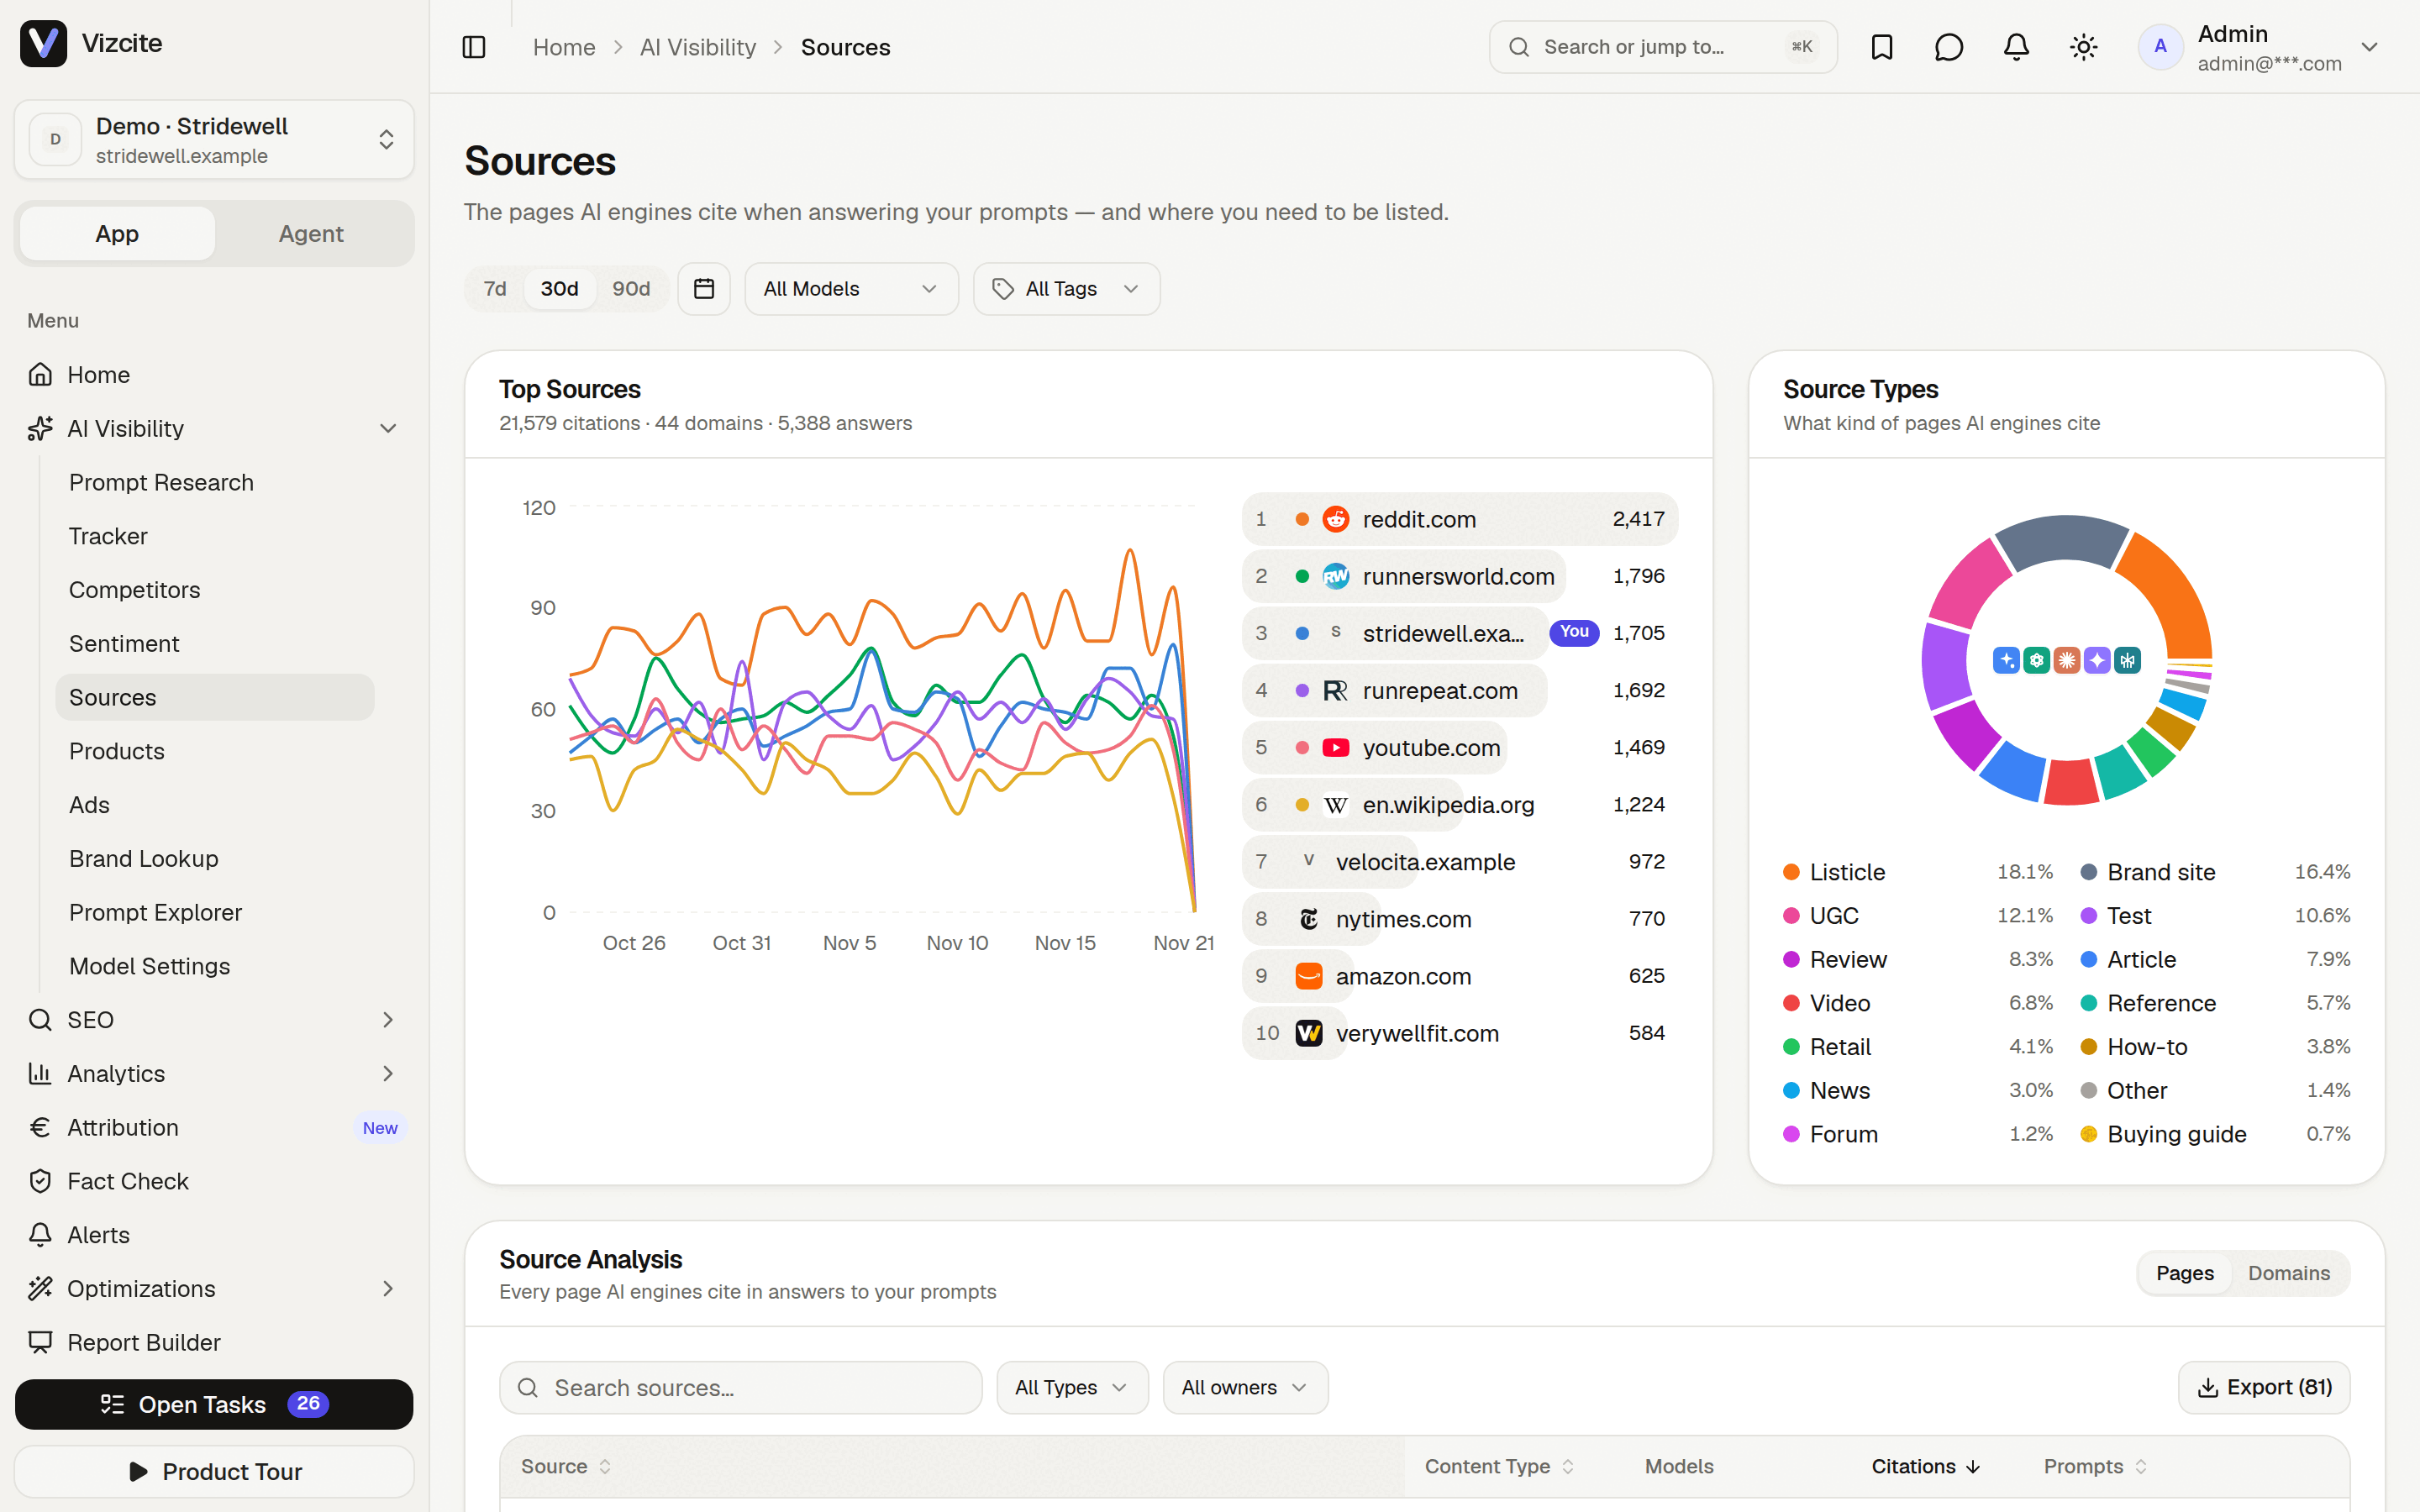 Vizcite
Demo · Stridewell
stridewell.example
D
App
Agent
Menu
Home
AI Visibility
Prompt Research
Tracker
Competitors
Sentiment
Sources
Products
Ads
Brand Lookup
Prompt Explorer
Model Settings
SEO
Analytics
Attribution New
Fact Check
Alerts
Optimizations
Report Builder
Open Tasks 26
Product Tour
Home > AI Visibility > Sources
Search or jump to... ⌘K
A
Admin
admin@***.com
Sources
The pages AI engines cite when answering your prompts — and where you need to be listed.
7d 30d 90d
All Models
All Tags
Top Sources
21,579 citations · 44 domains · 5,388 answers
120
90
60
30
0
Oct 26 Oct 31 Nov 5 Nov 10 Nov 15 Nov 21
1 reddit.com 2,417
2 RW runnersworld.com 1,796
3 S stridewell.exa... You 1,705
4 RR runrepeat.com 1,692
5 youtube.com 1,469
6 W en.wikipedia.org 1,224
7 V velocita.example 972
8 T nytimes.com 770
9 amazon.com 625
10 W verywellfit.com 584
Source Types
What kind of pages AI engines cite
Listicle 18.1% Brand site 16.4%
UGC 12.1% Test 10.6%
Review 8.3% Article 7.9%
Video 6.8% Reference 5.7%
Retail 4.1% How-to 3.8%
News 3.0% Other 1.4%
Forum 1.2% Buying guide 0.7%
Source Analysis
Every page AI engines cite in answers to your prompts
Pages Domains
Search sources...
All Types
All owners
Export (81)
Source Content Type Models Citations Prompts